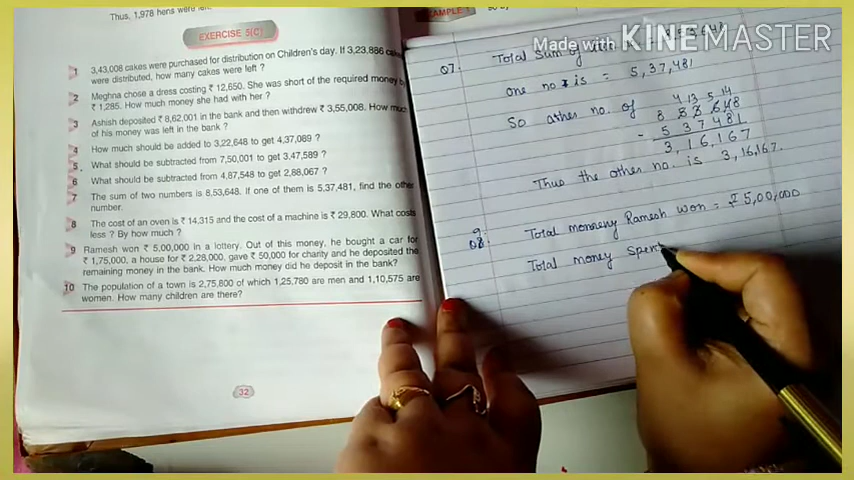 Thus, 1,978 hens were left
EXERCISE 5(C)
1 3,43,008 cakes were purchased for distribution on Children's day. If 3,23,886 cakes
were distributed, how many cakes were left ?
2 Meghna chose a dress costing ₹ 12,650. She was short of the required money by
₹ 1,285. How much money she had with her ?
3 Ashish deposited ₹ 8,62,001 in the bank and then withdrew ₹ 3,55,008. How much
of his money was left in the bank ?
4 How much should be added to 3,22,648 to get 4,37,089 ?
5. What should be subtracted from 7,50,001 to get 3,47,589 ?
6 What should be subtracted from 4,87,548 to get 2,88,067 ?
7 The sum of two numbers is 8,53,648. If one of them is 5,37,481, find the other
number.
8 The cost of an oven is ₹ 14,315 and the cost of a machine is ₹ 29,800. What costs
less ? By how much ?
9 Ramesh won ₹ 5,00,000 in a lottery. Out of this money, he bought a car for
₹ 1,75,000, a house for ₹ 2,28,000, gave ₹ 50,000 for charity and he deposited the
remaining money in the bank. How much money did he deposit in the bank?
10 The population of a town is 2,75,800 of which 1,25,780 are men and 1,10,575 are
women. How many children are there?
32
EXAMPLE 1
Made with KINEMASTER
Q7. Total Sum of
one no. is = 5,37,481
So other no. of
4 13 5 14
8 5 3 6 4 8
- 5 3 7 4 8 1
3,16,167
Thus the other no. is 3,16,167.
9
Q8. Total monneny Ramesh won = ₹ 5,00,000
Total money Spent